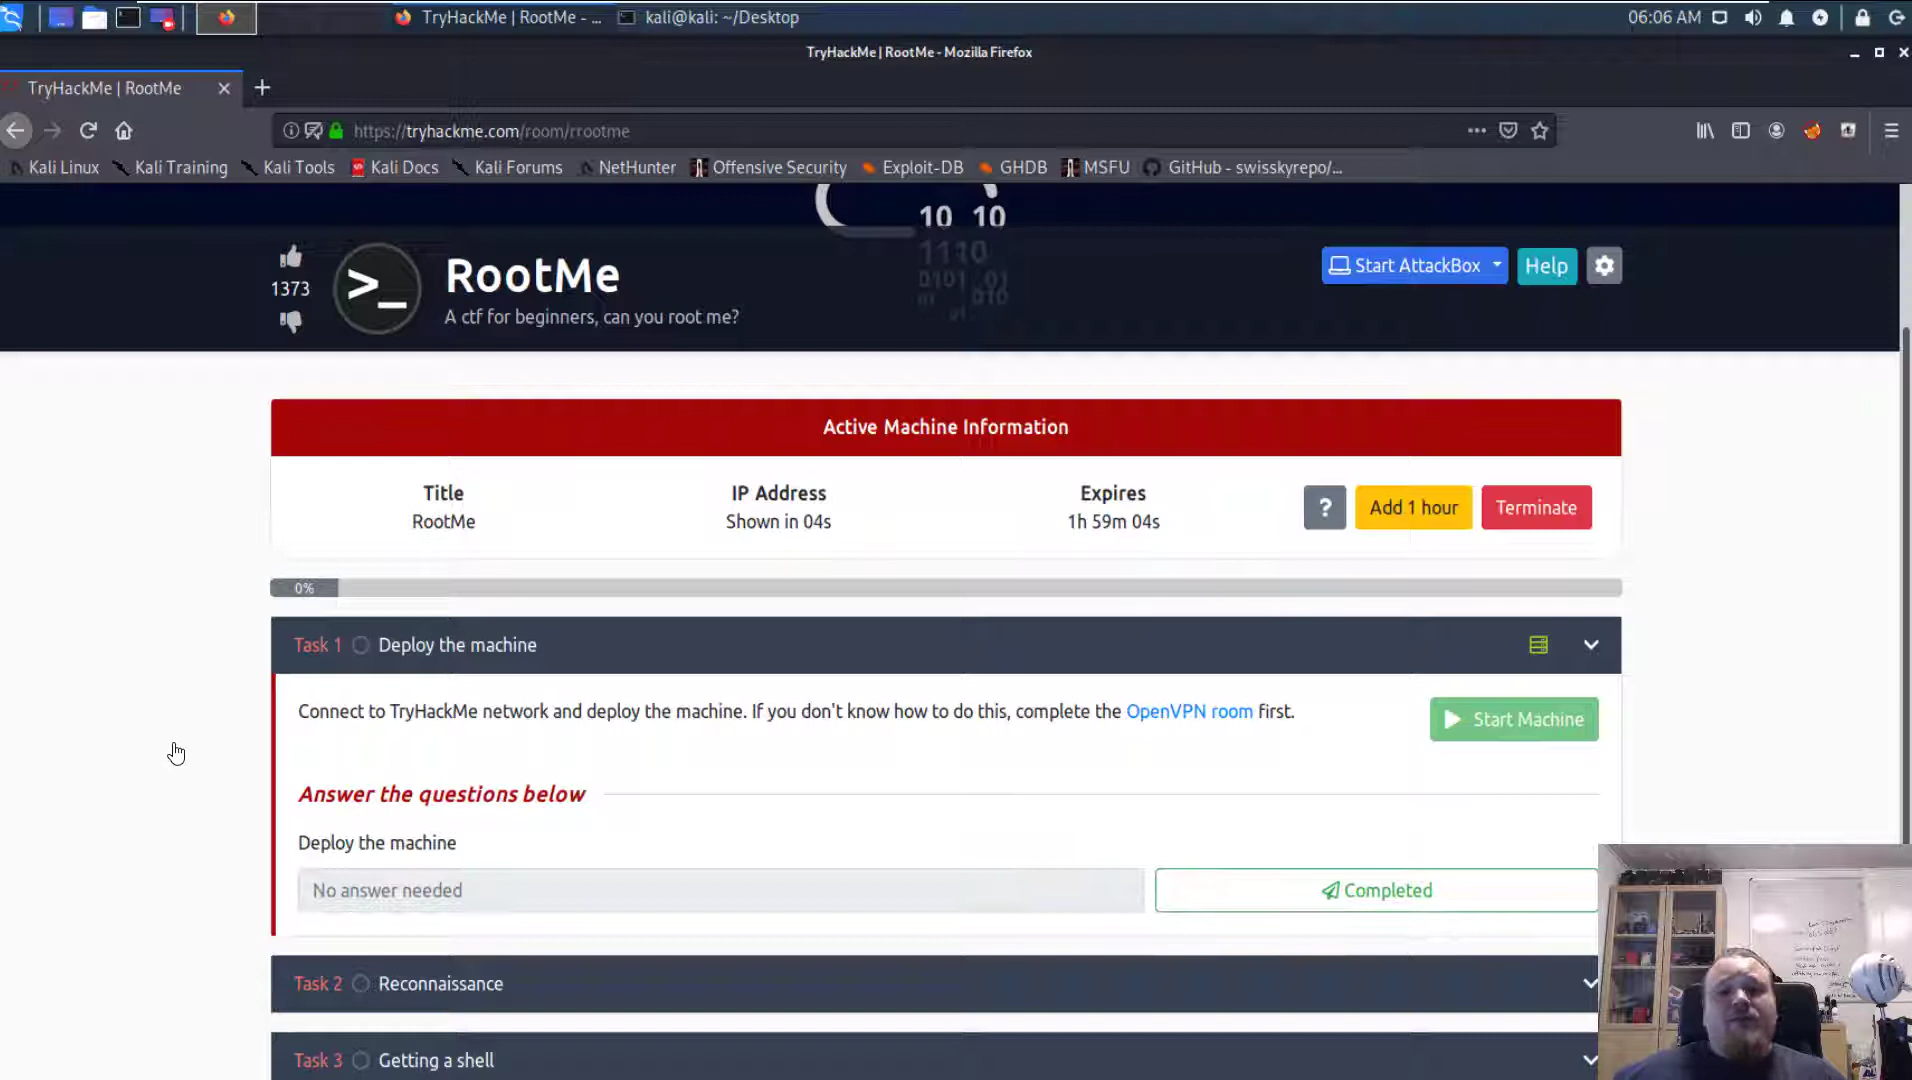 TryHackMe | RootMe - ...
kali@kali: ~/Desktop
06:06 AM
TryHackMe | RootMe - Mozilla Firefox
TryHackMe | RootMe
https://tryhackme.com/room/rrootme
Kali Linux
Kali Training
Kali Tools
Kali Docs
Kali Forums
NetHunter
Offensive Security
Exploit-DB
GHDB
MSFU
GitHub - swisskyrepo/...
10 10
1110
0101 01
010
1373
>_
RootMe
A ctf for beginners, can you root me?
Start AttackBox
Help
Active Machine Information
Title
IP Address
Expires
RootMe
Shown in 04s
1h 59m 04s
?
Add 1 hour
Terminate
0%
Task 1
Deploy the machine
Connect to TryHackMe network and deploy the machine. If you don't know how to do this, complete the OpenVPN room first.
Start Machine
Answer the questions below
Deploy the machine
No answer needed
Completed
Task 2
Reconnaissance
Task 3
Getting a shell